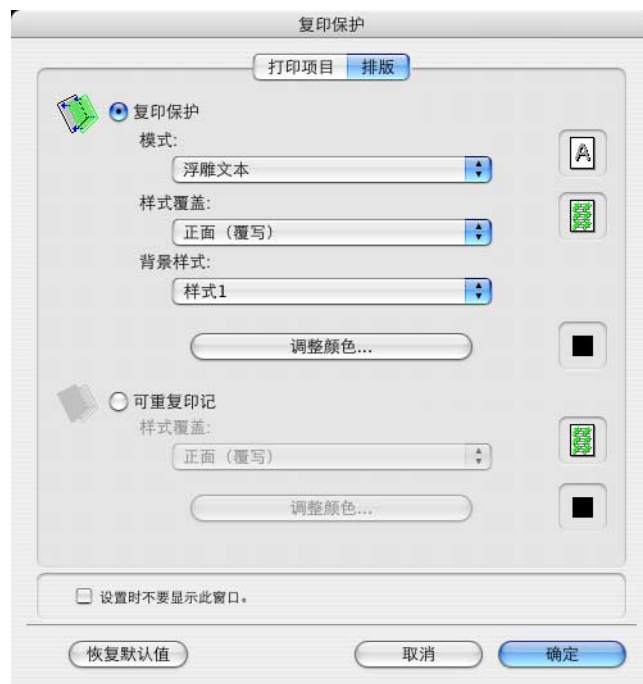 复印保护
打印项目 排版
复印保护
模式:
浮雕文本
A
样式覆盖:
正面（覆写）
背景样式:
样式1
调整颜色...
可重复印记
样式覆盖:
正面（覆写）
调整颜色...
设置时不要显示此窗口。
恢复默认值 取消 确定